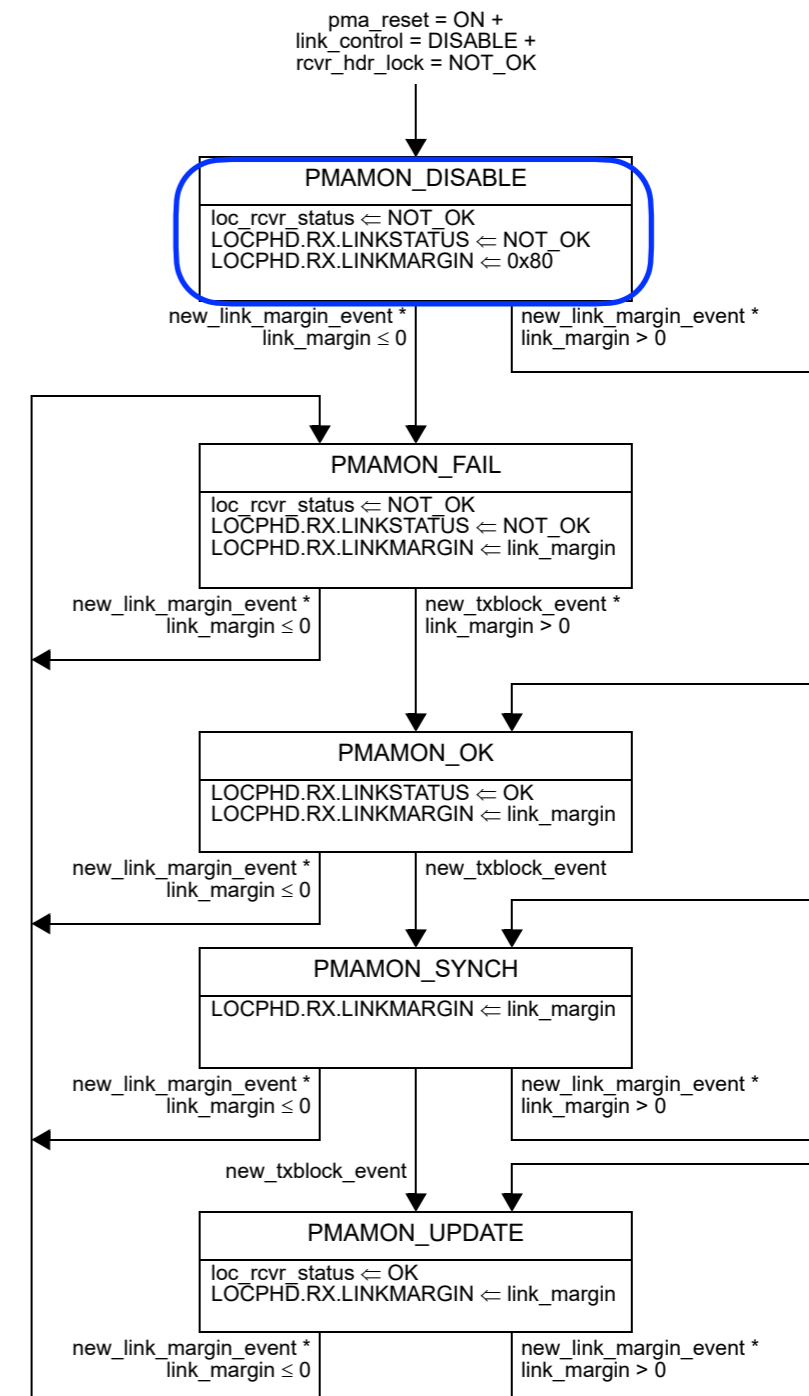 pma_reset = ON +
link_control = DISABLE +
rcvr_hdr_lock = NOT_OK
PMAMON_DISABLE
loc_rcvr_status ⇐ NOT_OK
LOCPHD.RX.LINKSTATUS ⇐ NOT_OK
LOCPHD.RX.LINKMARGIN ⇐ 0x80
new_link_margin_event *
link_margin ≤ 0
new_link_margin_event *
link_margin > 0
PMAMON_FAIL
loc_rcvr_status ⇐ NOT_OK
LOCPHD.RX.LINKSTATUS ⇐ NOT_OK
LOCPHD.RX.LINKMARGIN ⇐ link_margin
new_link_margin_event *
link_margin ≤ 0
new_txblock_event *
link_margin > 0
PMAMON_OK
LOCPHD.RX.LINKSTATUS ⇐ OK
LOCPHD.RX.LINKMARGIN ⇐ link_margin
new_link_margin_event *
link_margin ≤ 0
new_txblock_event
PMAMON_SYNCH
LOCPHD.RX.LINKMARGIN ⇐ link_margin
new_link_margin_event *
link_margin ≤ 0
new_link_margin_event *
link_margin > 0
new_txblock_event
PMAMON_UPDATE
loc_rcvr_status ⇐ OK
LOCPHD.RX.LINKMARGIN ⇐ link_margin
new_link_margin_event *
link_margin ≤ 0
new_link_margin_event *
link_margin > 0